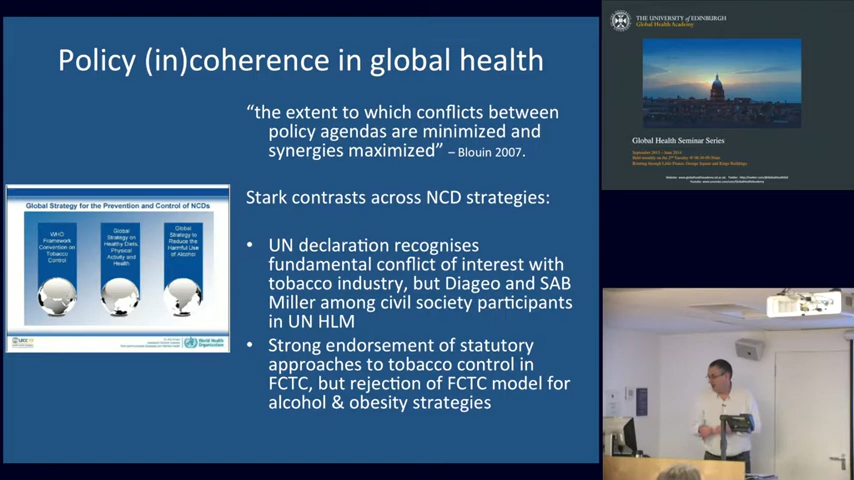 Policy (in)coherence in global health
“the extent to which conflicts between
policy agendas are minimized and
synergies maximized” – Blouin 2007.
Stark contrasts across NCD strategies:
• UN declaration recognises
fundamental conflict of interest with
tobacco industry, but Diageo and SAB
Miller among civil society participants
in UN HLM
• Strong endorsement of statutory
approaches to tobacco control in
FCTC, but rejection of FCTC model for
alcohol & obesity strategies
Global Strategy for the Prevention and Control of NCDs
WHO
Framework
Convention on
Tobacco
Control
Global
Strategy on
Healthy Diets,
Physical
Activity and
Health
Global
Strategy to
Reduce the
Harmful Use
of Alcohol
World Health
Organization
THE UNIVERSITY OF EDINBURGH
Global Health Academy
Global Health Seminar Series